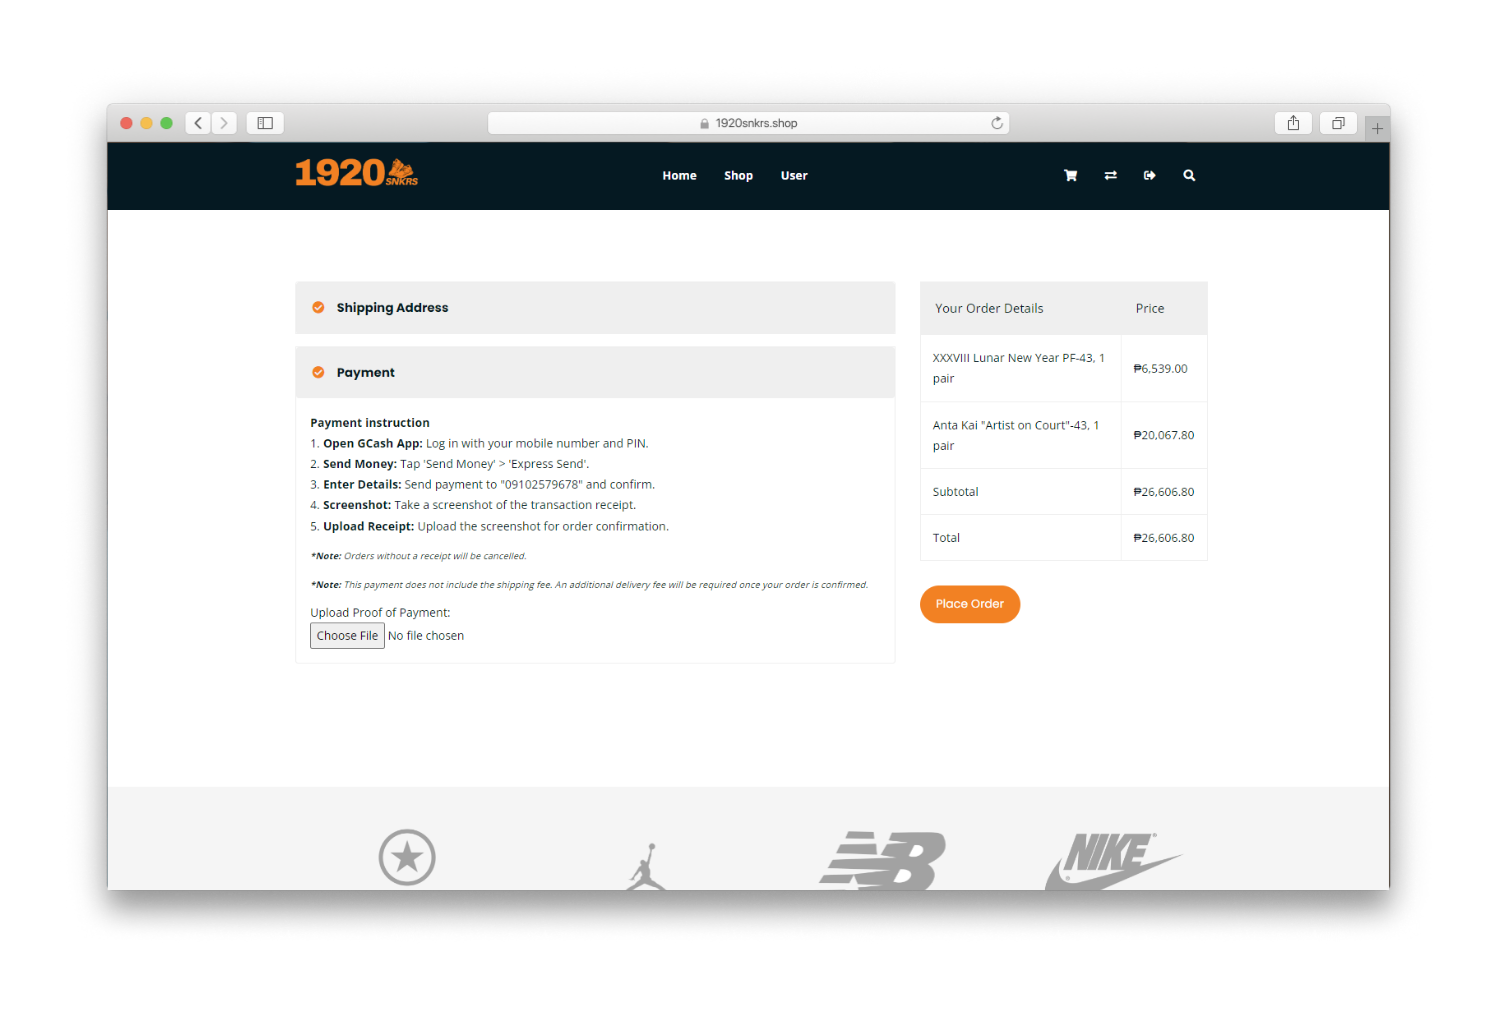 1920snkrs.shop
1920 SNKRS
Home Shop User
Shipping Address
Payment
Payment instruction
1. Open GCash App: Log in with your mobile number and PIN.
2. Send Money: Tap 'Send Money' > 'Express Send'.
3. Enter Details: Send payment to "09102579678" and confirm.
4. Screenshot: Take a screenshot of the transaction receipt.
5. Upload Receipt: Upload the screenshot for order confirmation.
*Note: Orders without a receipt will be cancelled.
*Note: This payment does not include the shipping fee. An additional delivery fee will be required once your order is confirmed.
Upload Proof of Payment:
Choose File No file chosen
Your Order Details Price
XXXVIII Lunar New Year PF-43, 1
pair
₱6,539.00
Anta Kai "Artist on Court"-43, 1
pair
₱20,067.80
Subtotal ₱26,606.80
Total ₱26,606.80
Place Order
NB
NIKE